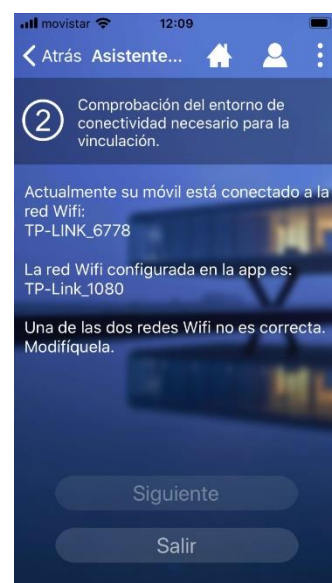 movistar 12:09
Atrás Asistente...
2
Comprobación del entorno de
conectividad necesario para la
vinculación.
Actualmente su móvil está conectado a la
red Wifi:
TP-LINK_6778
La red Wifi configurada en la app es:
TP-Link_1080
Una de las dos redes Wifi no es correcta.
Modifíquela.
Siguiente
Salir